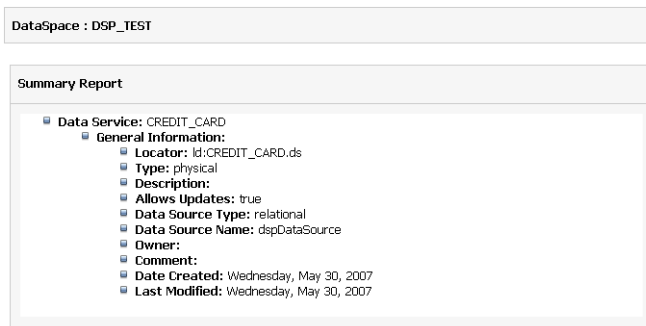 DataSpace : DSP_TEST
Summary Report
Data Service: CREDIT_CARD
General Information:
Locator: ld:CREDIT_CARD.ds
Type: physical
Description:
Allows Updates: true
Data Source Type: relational
Data Source Name: dspDataSource
Owner:
Comment:
Date Created: Wednesday, May 30, 2007
Last Modified: Wednesday, May 30, 2007